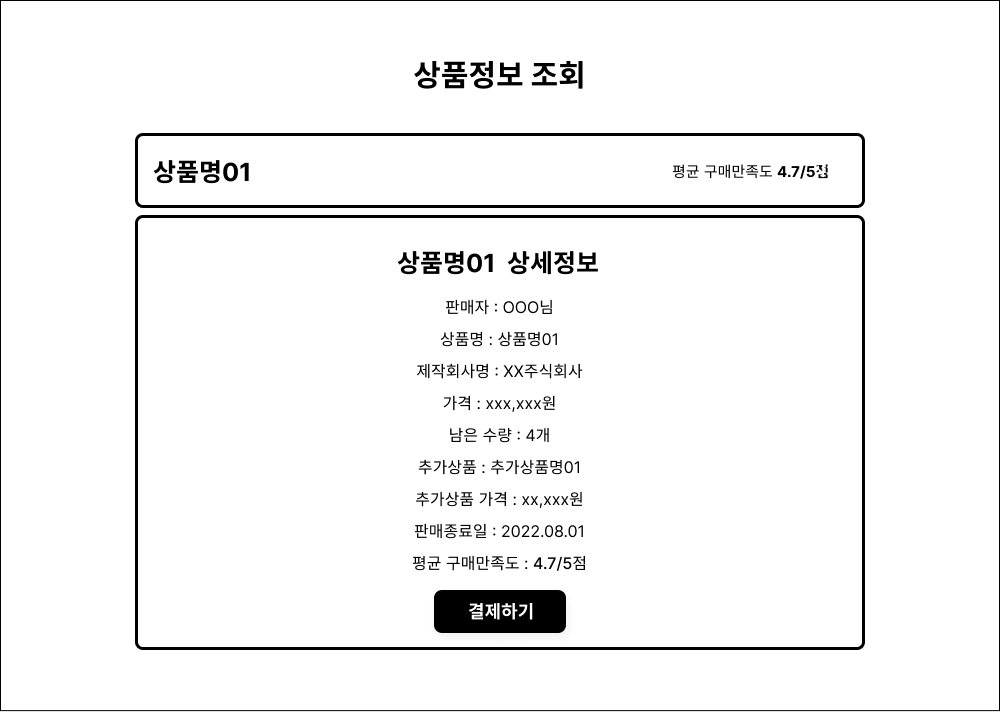 상품정보 조회
상품명01
평균 구매만족도 4.7/5점
상품명01 상세정보
판매자 : OOO님
상품명 : 상품명01
제작회사명 : XX주식회사
가격 : xxx,xxx원
남은 수량 : 4개
추가상품 : 추가상품명01
추가상품 가격 : xx,xxx원
판매종료일 : 2022.08.01
평균 구매만족도 : 4.7/5점
결제하기